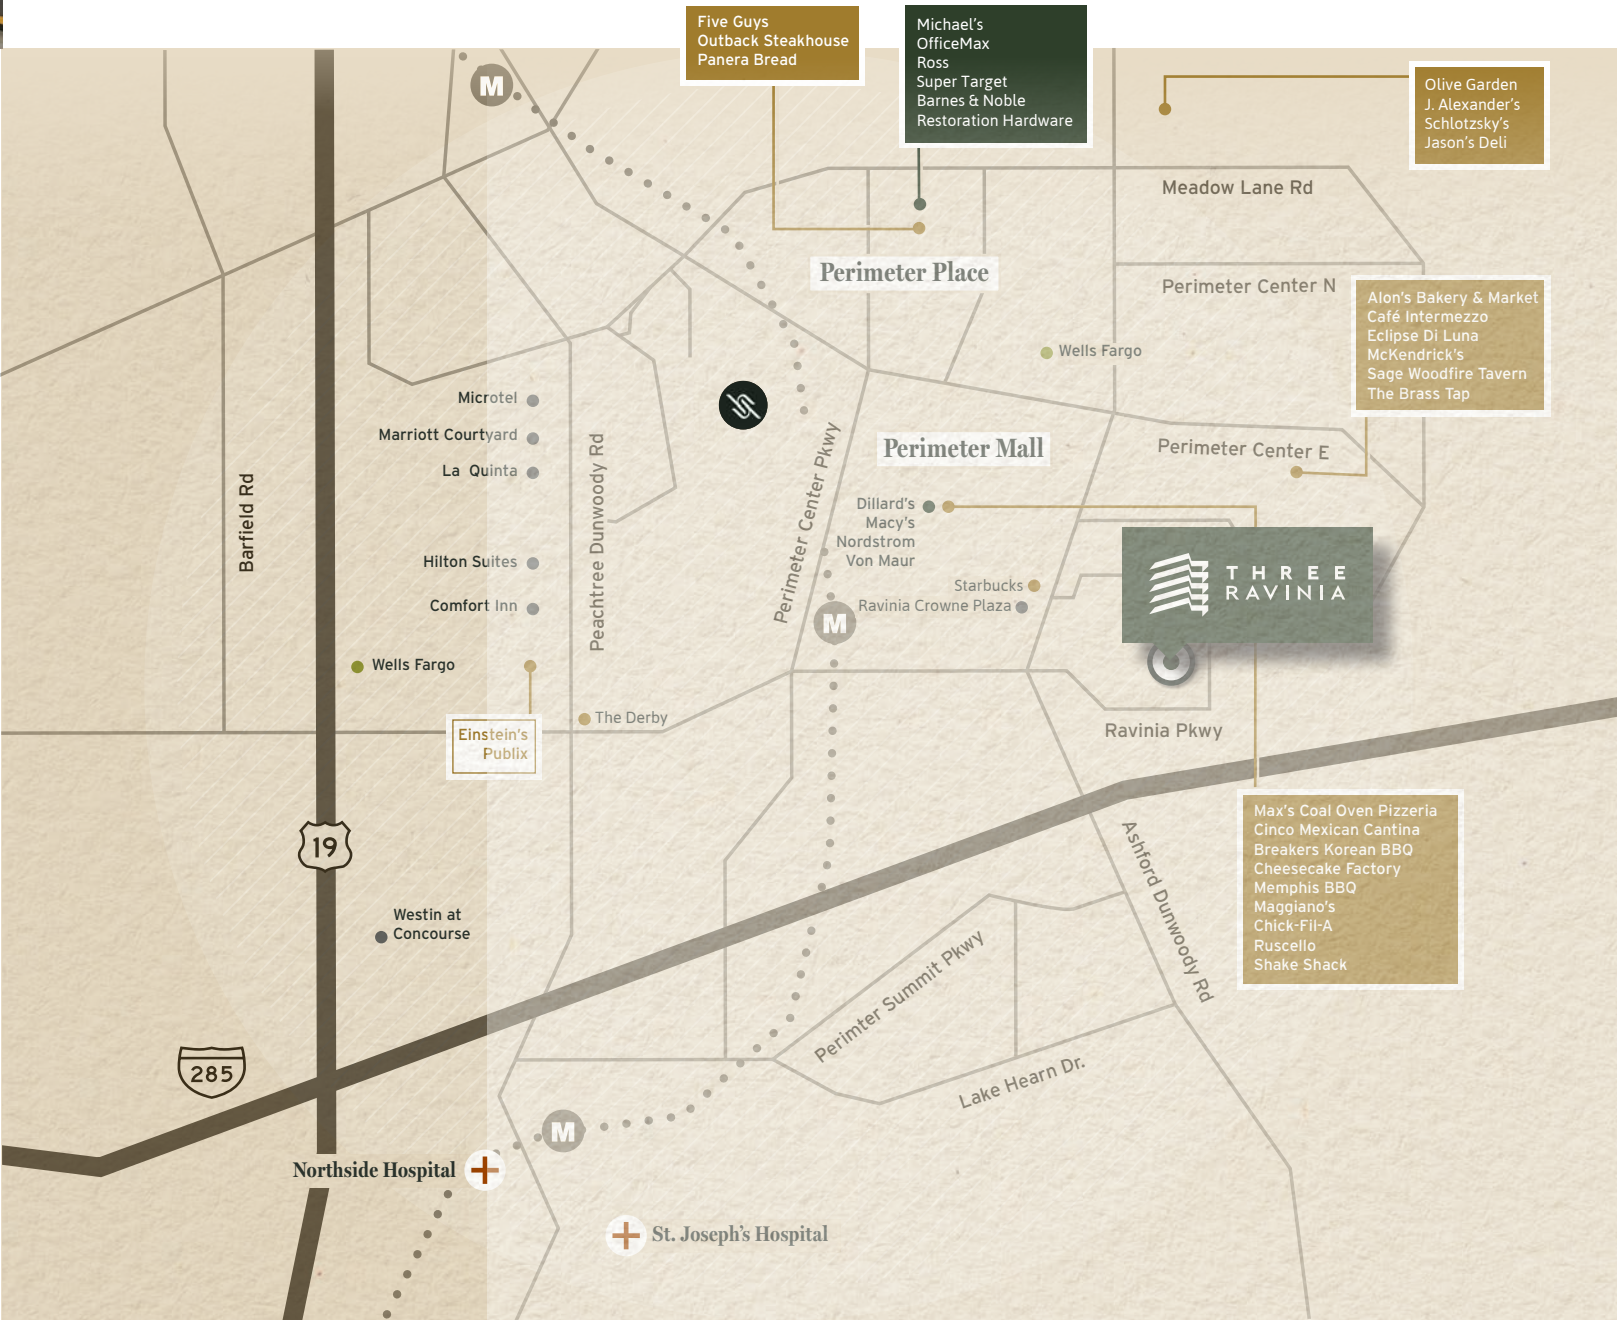 Five Guys
Outback Steakhouse
Panera Bread
Michael's
OfficeMax
Ross
Super Target
Barnes & Noble
Restoration Hardware
Olive Garden
J. Alexander's
Schlotzsky's
Jason's Deli
M
Meadow Lane Rd
Perimeter Place
Perimeter Center N
Alon's Bakery & Market
Café Intermezzo
Eclipse Di Luna
McKendrick's
Sage Woodfire Tavern
The Brass Tap
Wells Fargo
Microtel
Marriott Courtyard
La Quinta
Barfield Rd
Peachtree Dunwoody Rd
Perimeter Center Pkwy
Perimeter Mall
Perimeter Center E
Dillard's
Macy's
Nordstrom
Von Maur
Hilton Suites
Comfort Inn
Starbucks
Ravinia Crowne Plaza
M
THREE
RAVINIA
Wells Fargo
Einstein's
Publix
The Derby
Ravinia Pkwy
19
Max's Coal Oven Pizzeria
Cinco Mexican Cantina
Breakers Korean BBQ
Cheesecake Factory
Memphis BBQ
Maggiano's
Chick-Fil-A
Ruscello
Shake Shack
Ashford Dunwoody Rd
Westin at
Concourse
Perimter Summit Pkwy
285
Lake Hearn Dr.
M
Northside Hospital
St. Joseph's Hospital